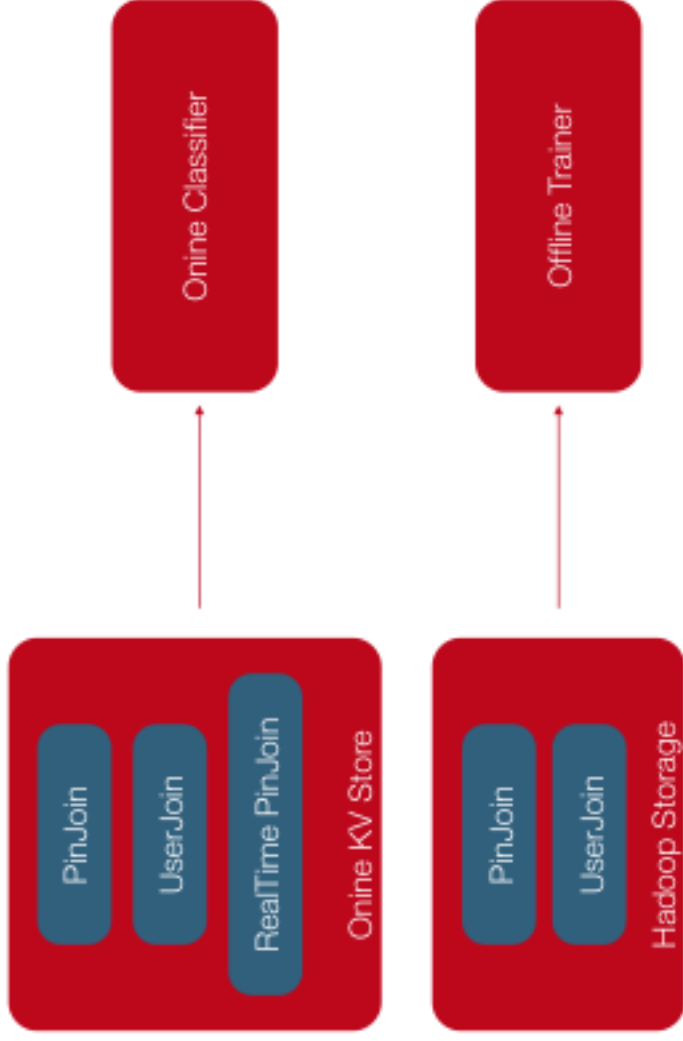 PinJoin
UserJoin
RealTime PinJoin
Onine KV Store
Onine Classifier
PinJoin
UserJoin
Hadoop Storage
Offline Trainer